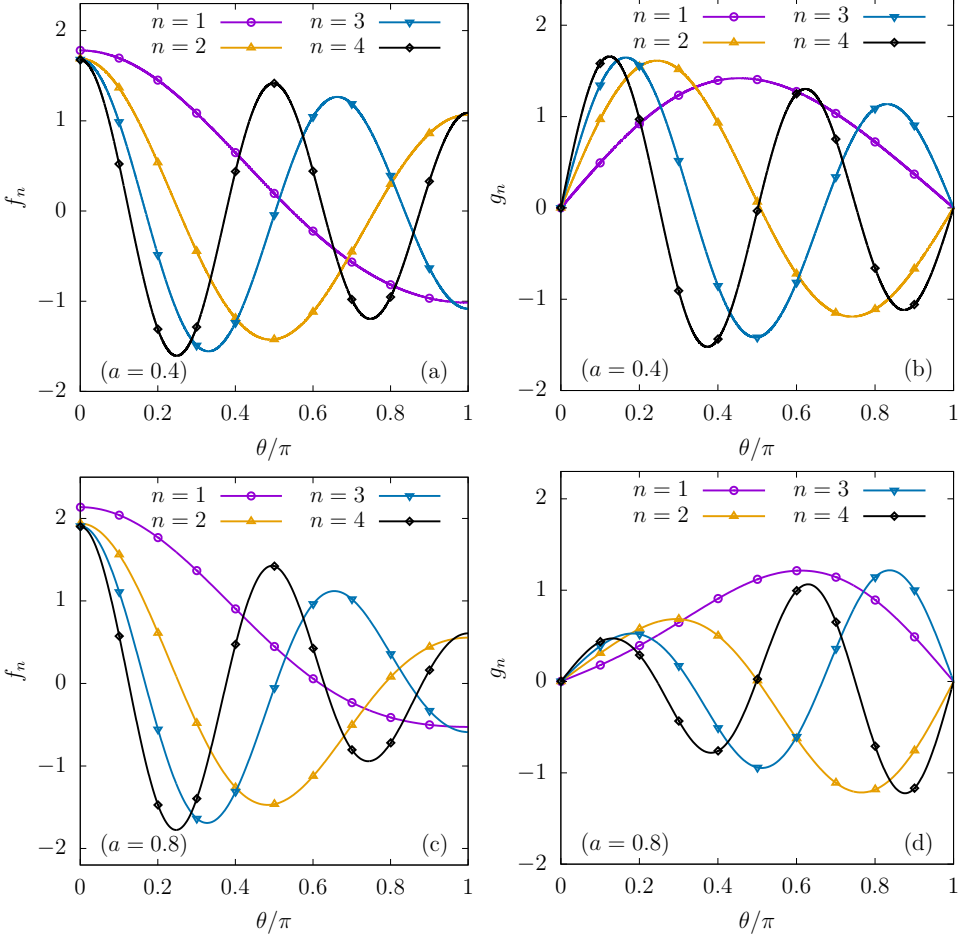 n = 1
n = 2
n = 3
n = 4
f_n
2
1
0
−1
−2
(a = 0.4)
(a)
0 0.2 0.4 0.6 0.8 1
θ/π
n = 1
n = 2
n = 3
n = 4
g_n
2
1
0
−1
−2
(a = 0.4)
(b)
0 0.2 0.4 0.6 0.8 1
θ/π
n = 1
n = 2
n = 3
n = 4
f_n
2
1
0
−1
−2
(a = 0.8)
(c)
0 0.2 0.4 0.6 0.8 1
θ/π
n = 1
n = 2
n = 3
n = 4
g_n
2
1
0
−1
−2
(a = 0.8)
(d)
0 0.2 0.4 0.6 0.8 1
θ/π